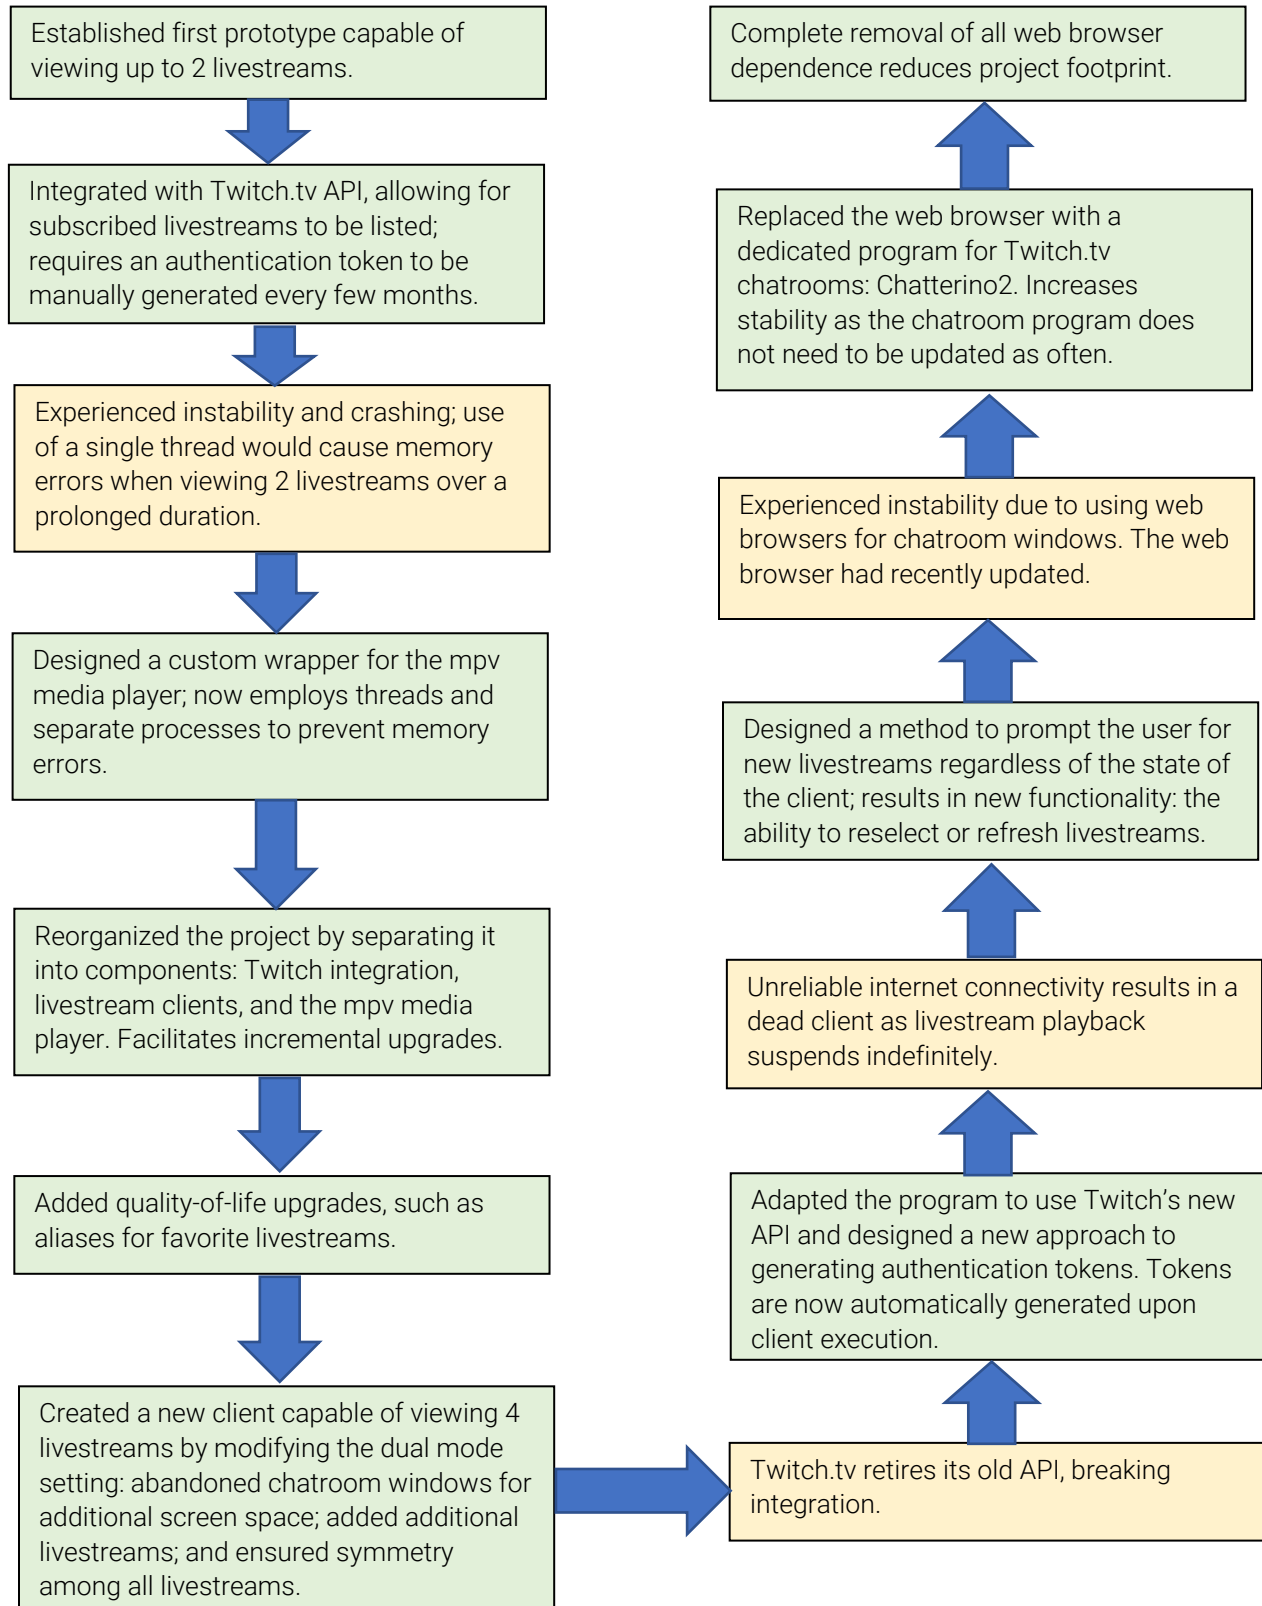 Established first prototype capable of
viewing up to 2 livestreams.
Integrated with Twitch.tv API, allowing for
subscribed livestreams to be listed;
requires an authentication token to be
manually generated every few months.
Experienced instability and crashing; use
of a single thread would cause memory
errors when viewing 2 livestreams over a
prolonged duration.
Designed a custom wrapper for the mpv
media player; now employs threads and
separate processes to prevent memory
errors.
Reorganized the project by separating it
into components: Twitch integration,
livestream clients, and the mpv media
player. Facilitates incremental upgrades.
Added quality-of-life upgrades, such as
aliases for favorite livestreams.
Created a new client capable of viewing 4
livestreams by modifying the dual mode
setting: abandoned chatroom windows for
additional screen space; added additional
livestreams; and ensured symmetry
among all livestreams.
Twitch.tv retires its old API, breaking
integration.
Adapted the program to use Twitch’s new
API and designed a new approach to
generating authentication tokens. Tokens
are now automatically generated upon
client execution.
Unreliable internet connectivity results in a
dead client as livestream playback
suspends indefinitely.
Designed a method to prompt the user for
new livestreams regardless of the state of
the client; results in new functionality: the
ability to reselect or refresh livestreams.
Experienced instability due to using web
browsers for chatroom windows. The web
browser had recently updated.
Replaced the web browser with a
dedicated program for Twitch.tv
chatrooms: Chatterino2. Increases
stability as the chatroom program does
not need to be updated as often.
Complete removal of all web browser
dependence reduces project footprint.